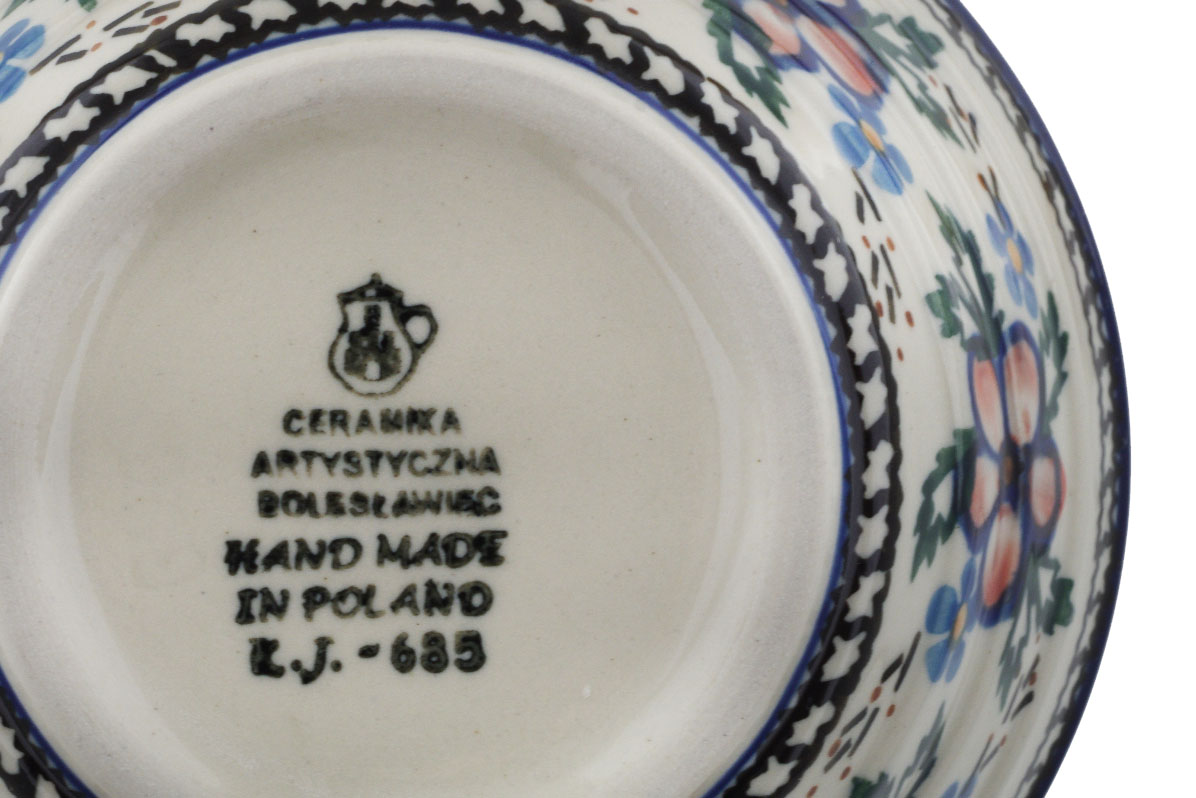 CERAMIKA
ARTYSTYCZNA
BOLESŁAWIEC
HAND MADE
IN POLAND
K.J. - 685